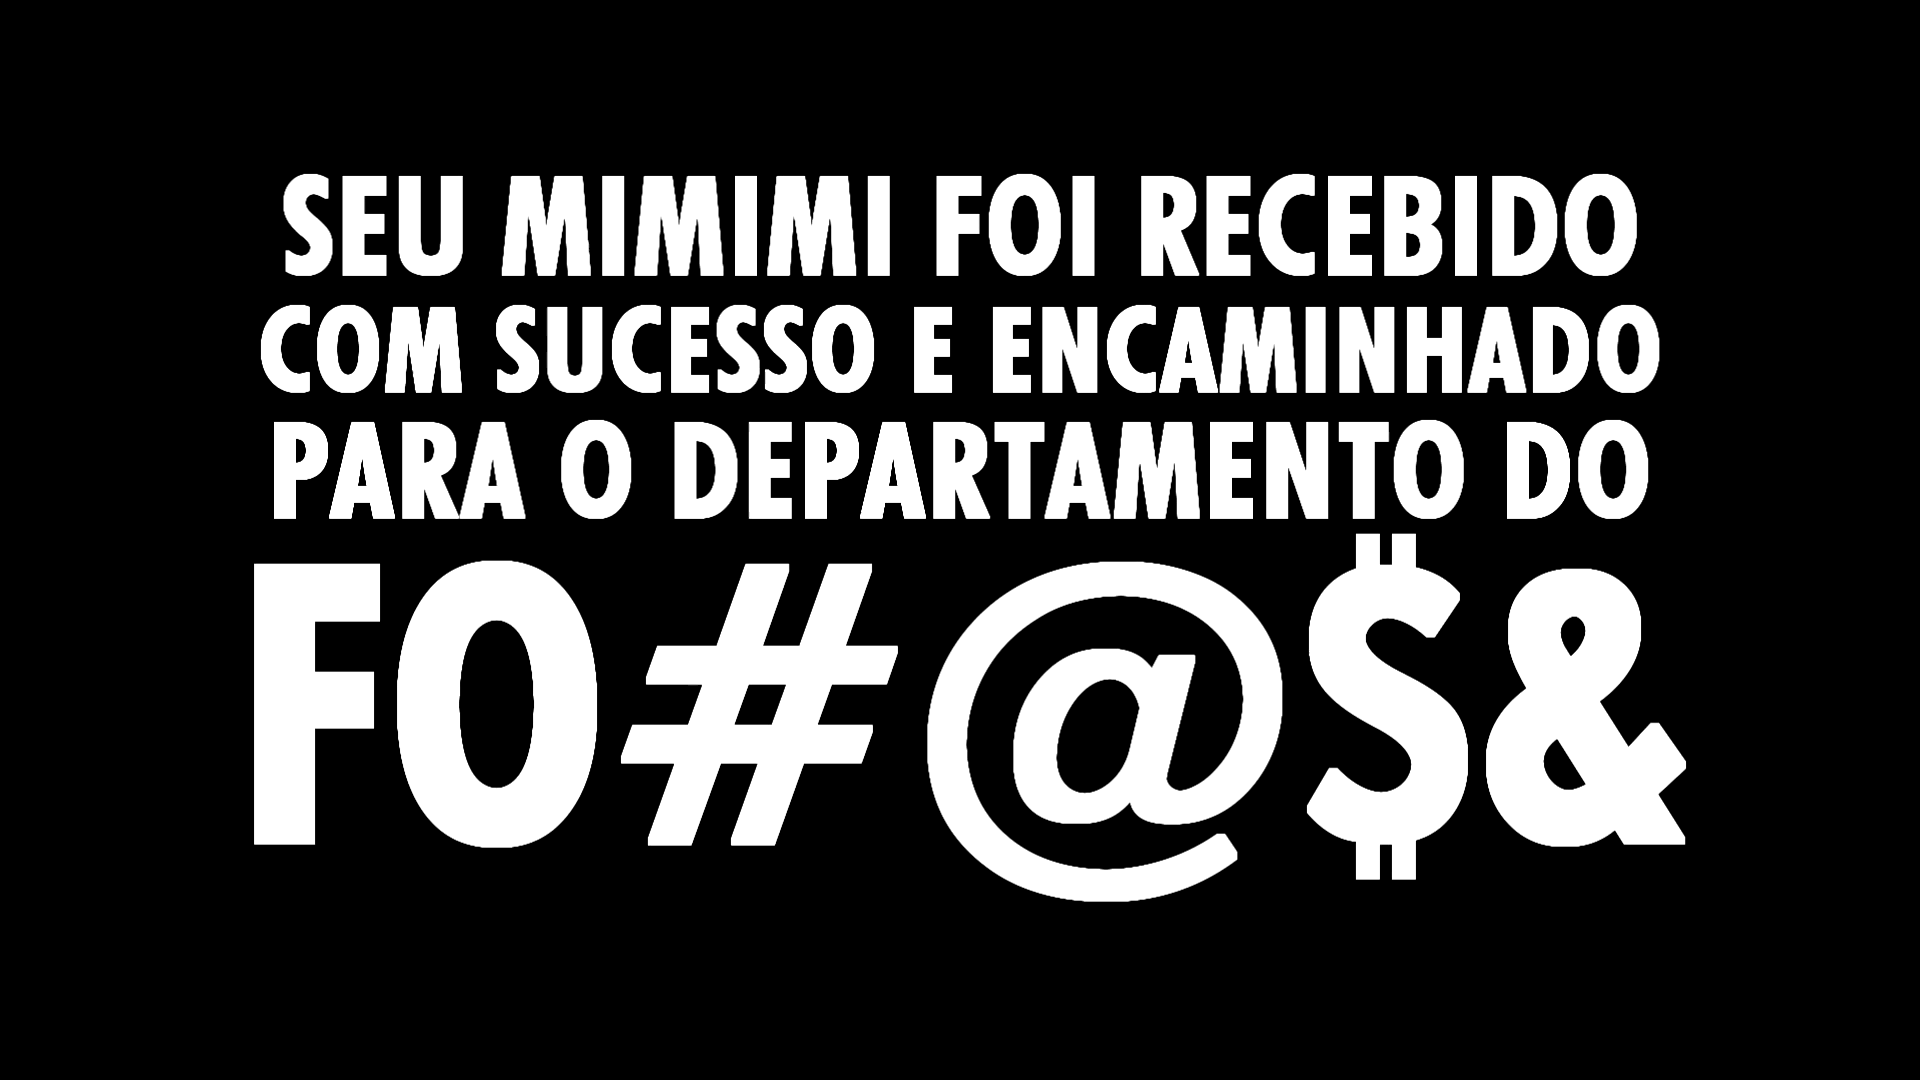 SEU MIMIMI FOI RECEBIDO
COM SUCESSO E ENCAMINHADO
PARA O DEPARTAMENTO DO
FO#@$&